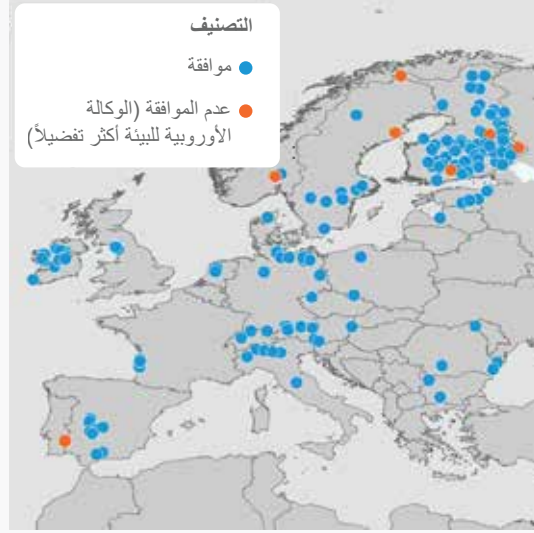 التصنيف
موافقة
عدم الموافقة (الوكالة
الأوروبية للبيئة أكثر تفضيلاً)